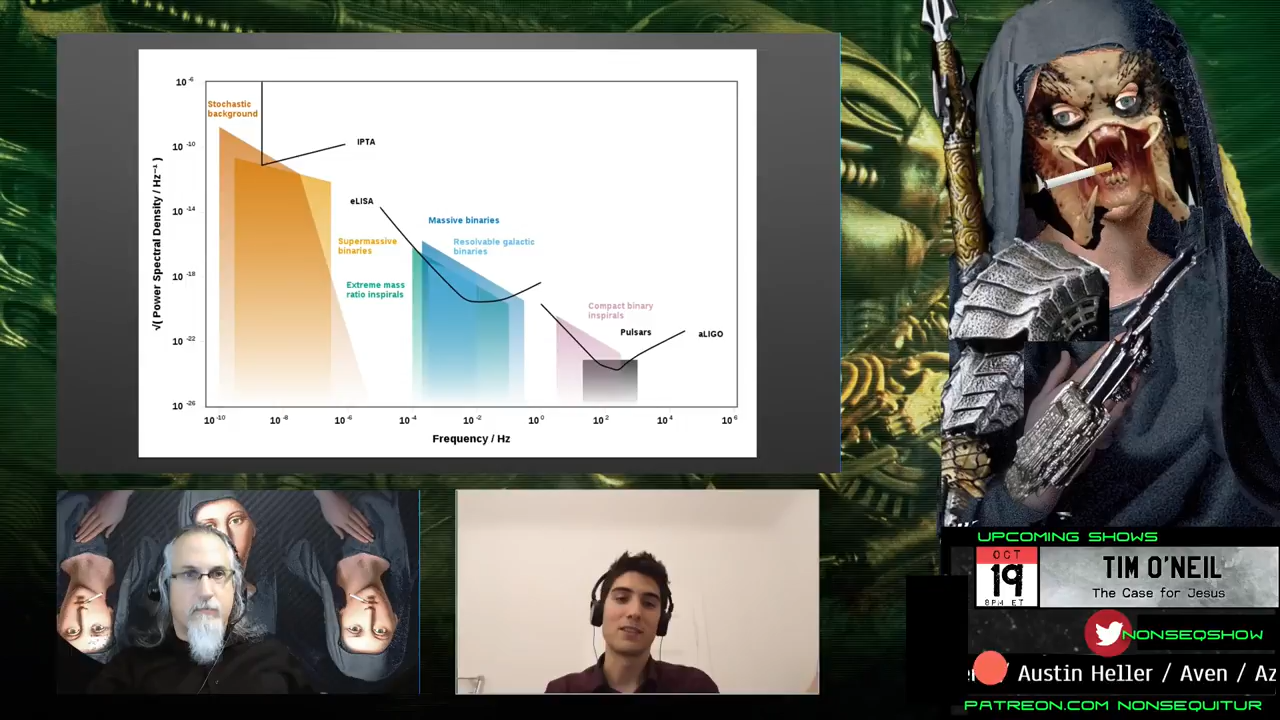 10 -6
Stochastic
background
IPTA
10 -10
eLISA
10 -14
Massive binaries
Supermassive
binaries
Resolvable galactic
binaries
10 -18
Extreme mass
ratio inspirals
Compact binary
inspirals
Pulsars
aLIGO
10 -22
10 -26
√( Power Spectral Density / Hz⁻¹ )
10 -10
10 -8
10 -6
10 -4
10 -2
10 0
10 2
10 4
10 6
Frequency / Hz
UPCOMING SHOWS
OCT
19
8PM ET
TIM O'NEIL
The Case for Jesus
NONSEQSHOW
/ Austin Heller / Aven / Az
PATREON.COM NONSEQUITUR